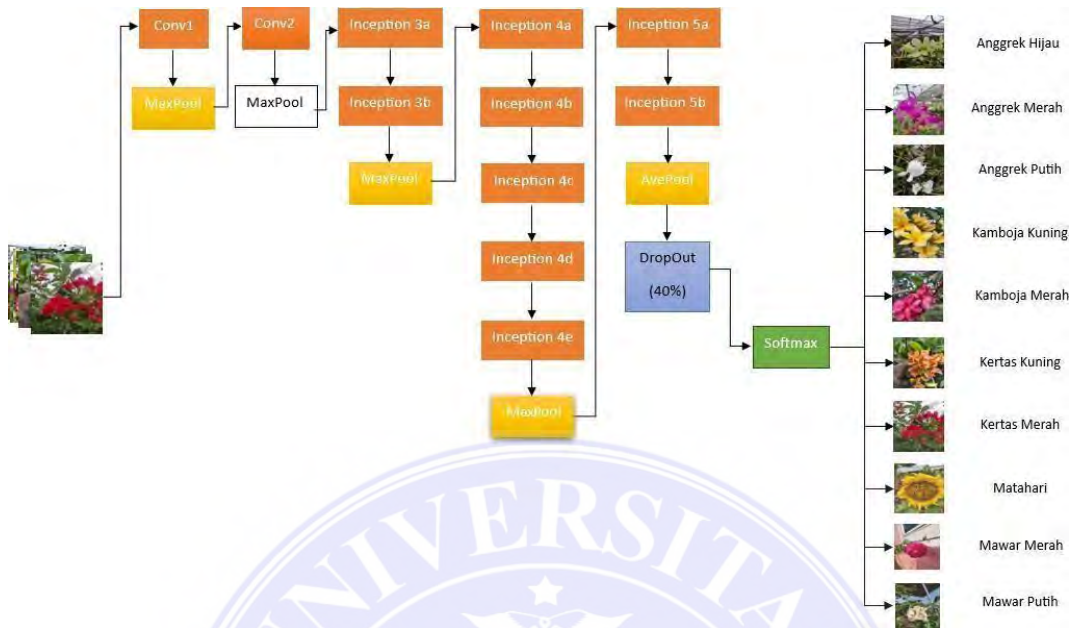 Conv1
MaxPool
Conv2
MaxPool
Inception 3a
Inception 3b
MaxPool
Inception 4a
Inception 4b
Inception 4c
Inception 4d
Inception 4e
MaxPool
Inception 5a
Inception 5b
AvePool
DropOut
(40%)
Softmax
Anggrek Hijau
Anggrek Merah
Anggrek Putih
Kamboja Kuning
Kamboja Merah
Kertas Kuning
Kertas Merah
Matahari
Mawar Merah
Mawar Putih
UNIVERSITA